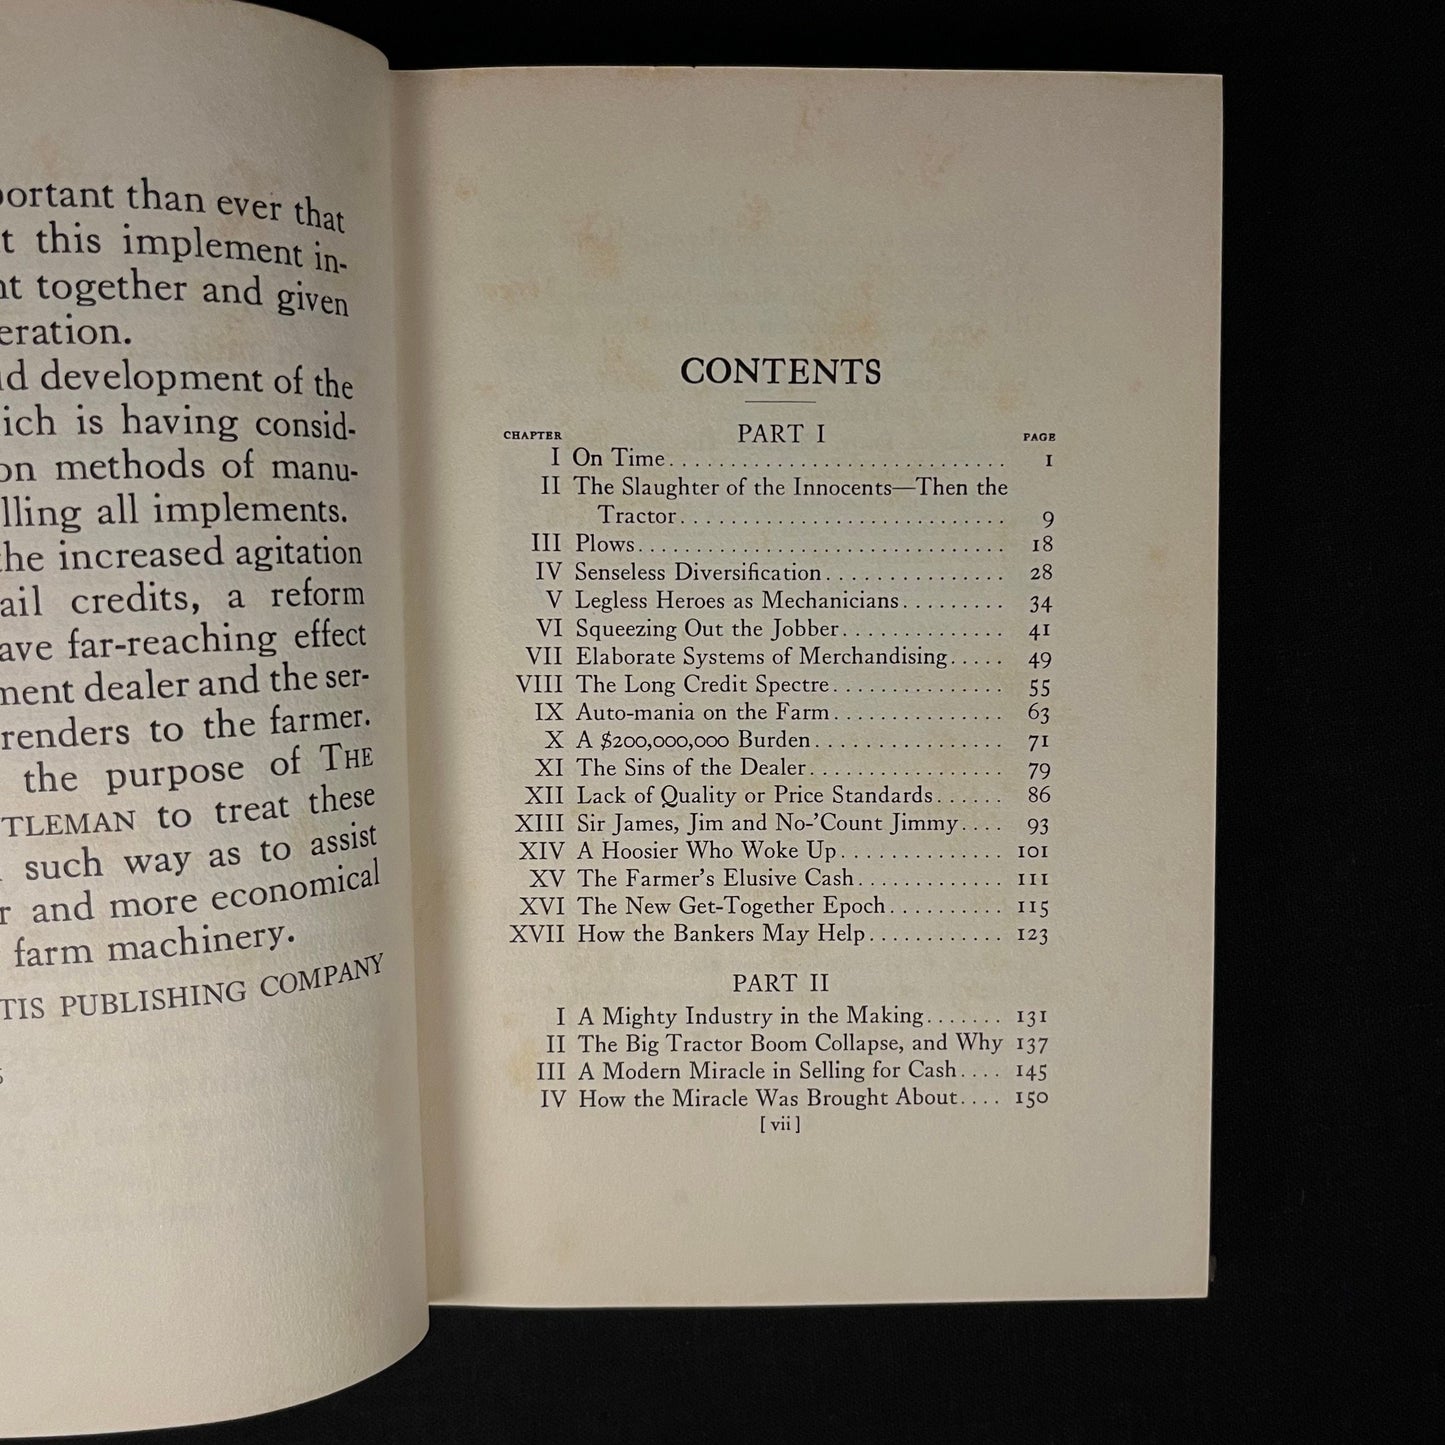 portant than ever that
t this implement in-
nt together and given
eration.
nd development of the
ich is having consid-
on methods of manu-
lling all implements.
the increased agitation
ail credits, a reform
ave far-reaching effect
ment dealer and the ser-
renders to the farmer.
the purpose of THE
TLEMAN to treat these
such way as to assist
r and more economical
farm machinery.
TIS PUBLISHING COMPANY
CONTENTS
PART I
CHAPTER PAGE
I On Time............................ 1
II The Slaughter of the Innocents—Then the
Tractor........................... 9
III Plows............................... 18
IV Senseless Diversification............... 28
V Legless Heroes as Mechanicians......... 34
VI Squeezing Out the Jobber.............. 41
VII Elaborate Systems of Merchandising..... 49
VIII The Long Credit Spectre............... 55
IX Auto-mania on the Farm............... 63
X A $200,000,000 Burden................ 71
XI The Sins of the Dealer................. 79
XII Lack of Quality or Price Standards...... 86
XIII Sir James, Jim and No-'Count Jimmy.... 93
XIV A Hoosier Who Woke Up.............. 101
XV The Farmer's Elusive Cash............. 111
XVI The New Get-Together Epoch.......... 115
XVII How the Bankers May Help............ 123
PART II
I A Mighty Industry in the Making....... 131
II The Big Tractor Boom Collapse, and Why 137
III A Modern Miracle in Selling for Cash.... 145
IV How the Miracle Was Brought About.... 150
[ vii ]